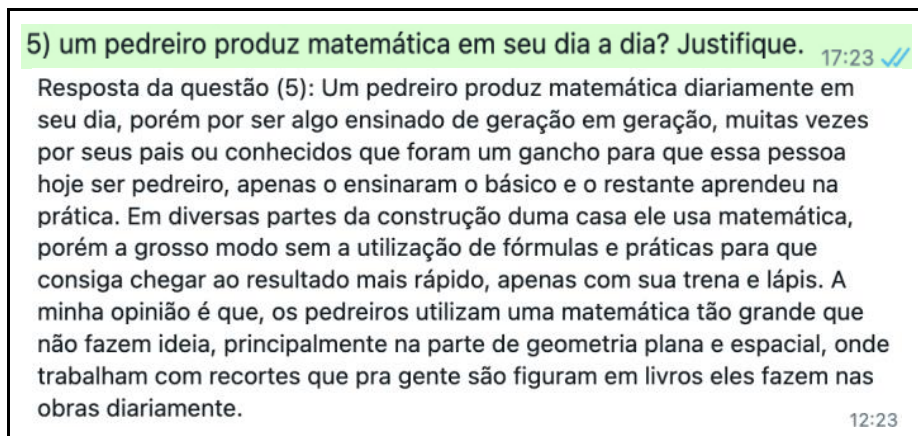 5) um pedreiro produz matemática em seu dia a dia? Justifique.
17:23
Resposta da questão (5): Um pedreiro produz matemática diariamente em
seu dia, porém por ser algo ensinado de geração em geração, muitas vezes
por seus pais ou conhecidos que foram um gancho para que essa pessoa
hoje ser pedreiro, apenas o ensinaram o básico e o restante aprendeu na
prática. Em diversas partes da construção duma casa ele usa matemática,
porém a grosso modo sem a utilização de fórmulas e práticas para que
consiga chegar ao resultado mais rápido, apenas com sua trena e lápis. A
minha opinião é que, os pedreiros utilizam uma matemática tão grande que
não fazem ideia, principalmente na parte de geometria plana e espacial, onde
trabalham com recortes que pra gente são figuram em livros eles fazem nas
obras diariamente.
12:23